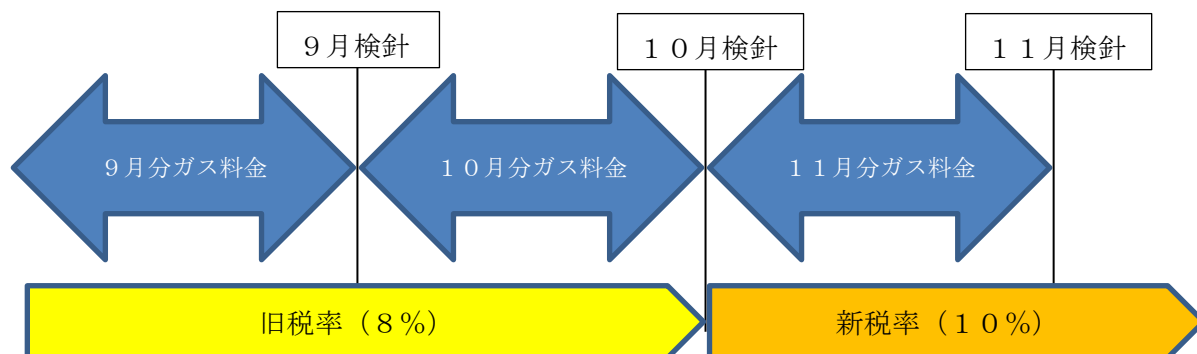 ９月検針
１０月検針
１１月検針
９月分ガス料金
１０月分ガス料金
１１月分ガス料金
旧税率（８％）
新税率（１０％）